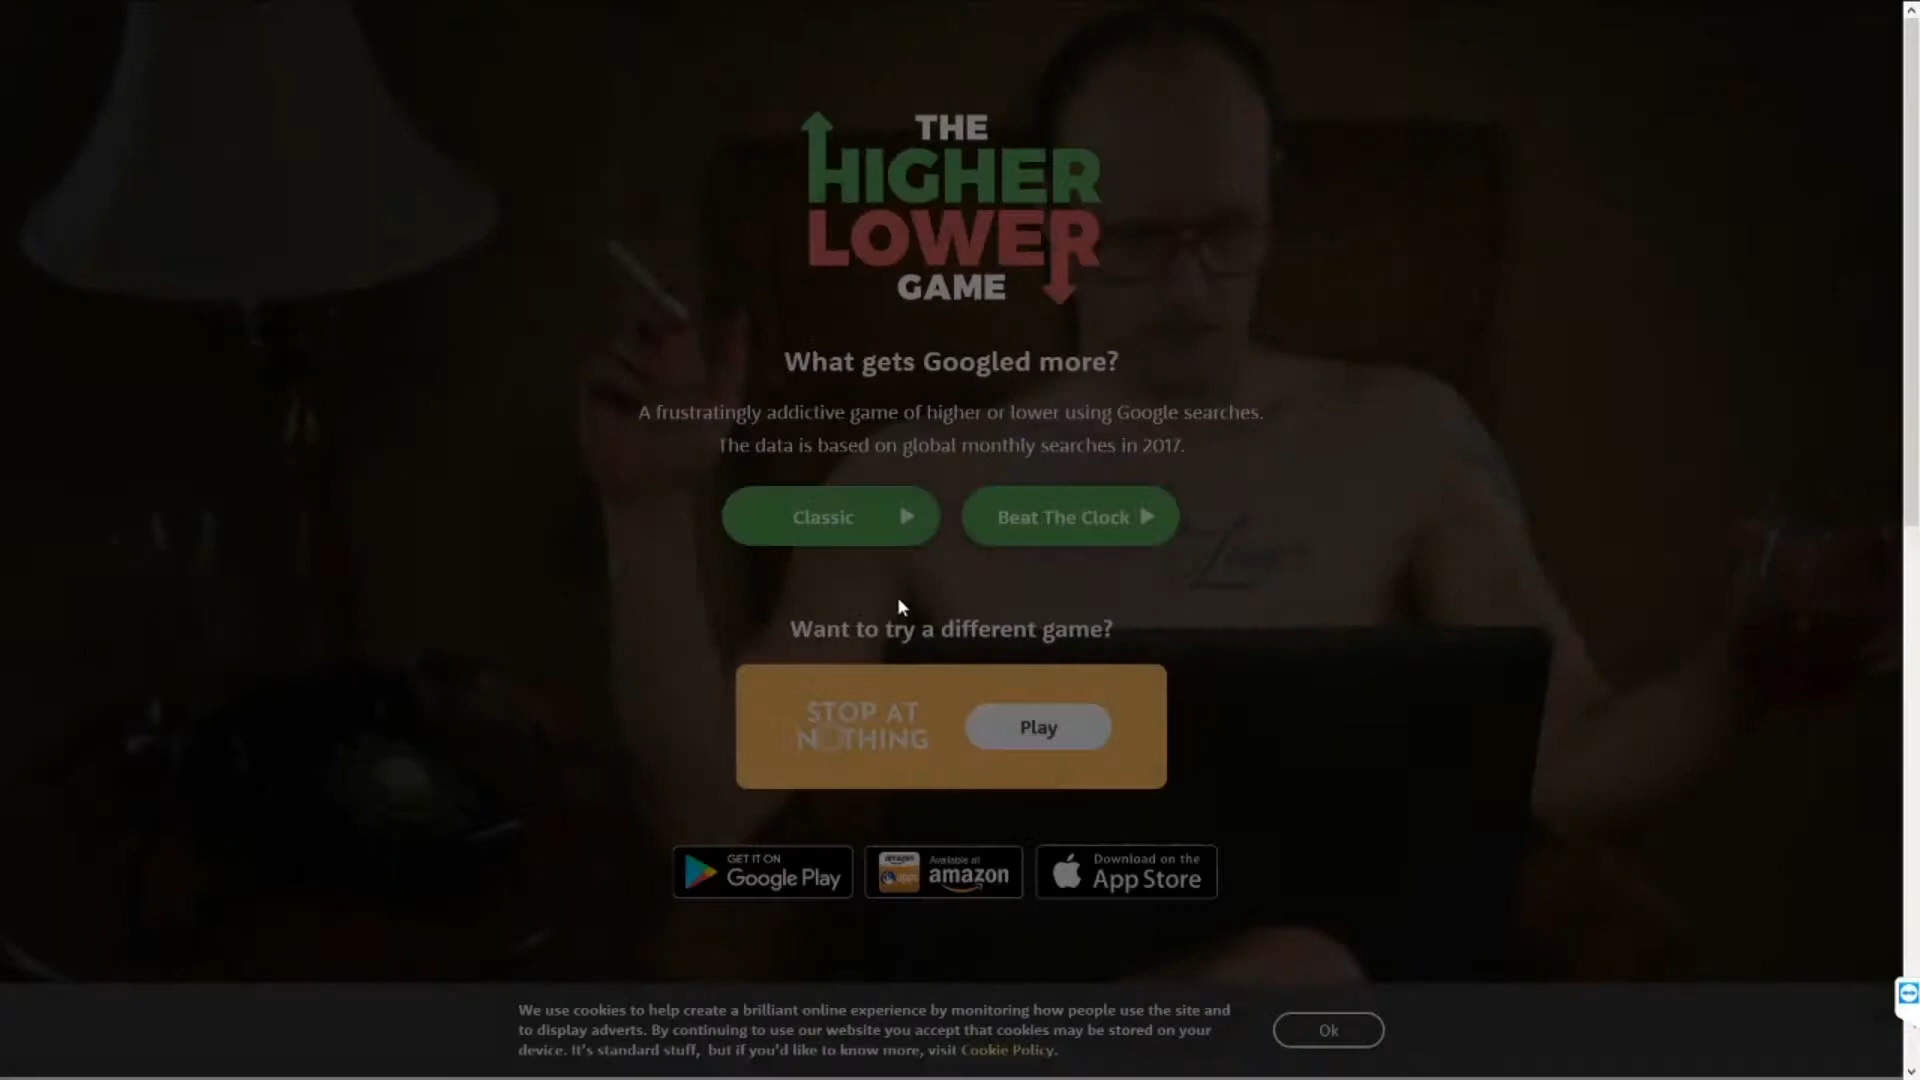 THE
HIGHER
LOWER
GAME
What gets Googled more?
A frustratingly addictive game of higher or lower using Google searches.
The data is based on global monthly searches in 2017.
Classic
Beat The Clock
Want to try a different game?
STOP AT
NOTHING
Play
GET IT ON
Google Play
amazon
apps
Available at
amazon
Download on the
App Store
We use cookies to help create a brilliant online experience by monitoring how people use the site and
to display adverts. By continuing to use our website you accept that cookies may be stored on your
device. It's standard stuff, but if you'd like to know more, visit Cookie Policy.
Ok